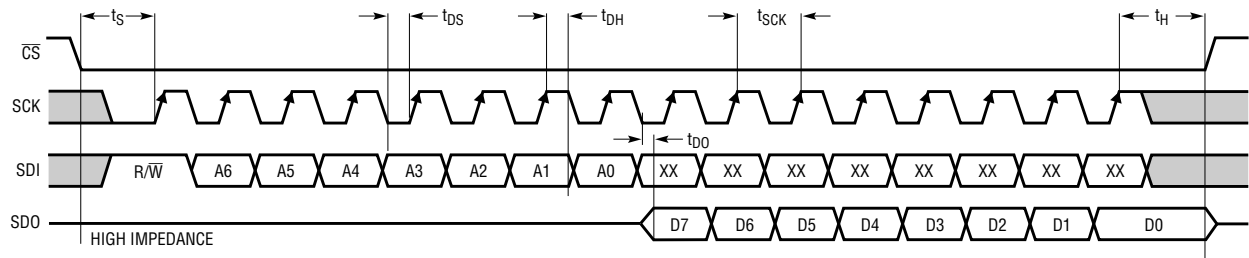 tS tDS tDH tSCK tH
CS
SCK
tDO
SDI R/W A6 A5 A4 A3 A2 A1 A0 XX XX XX XX XX XX XX XX
SDO D7 D6 D5 D4 D3 D2 D1 D0
HIGH IMPEDANCE